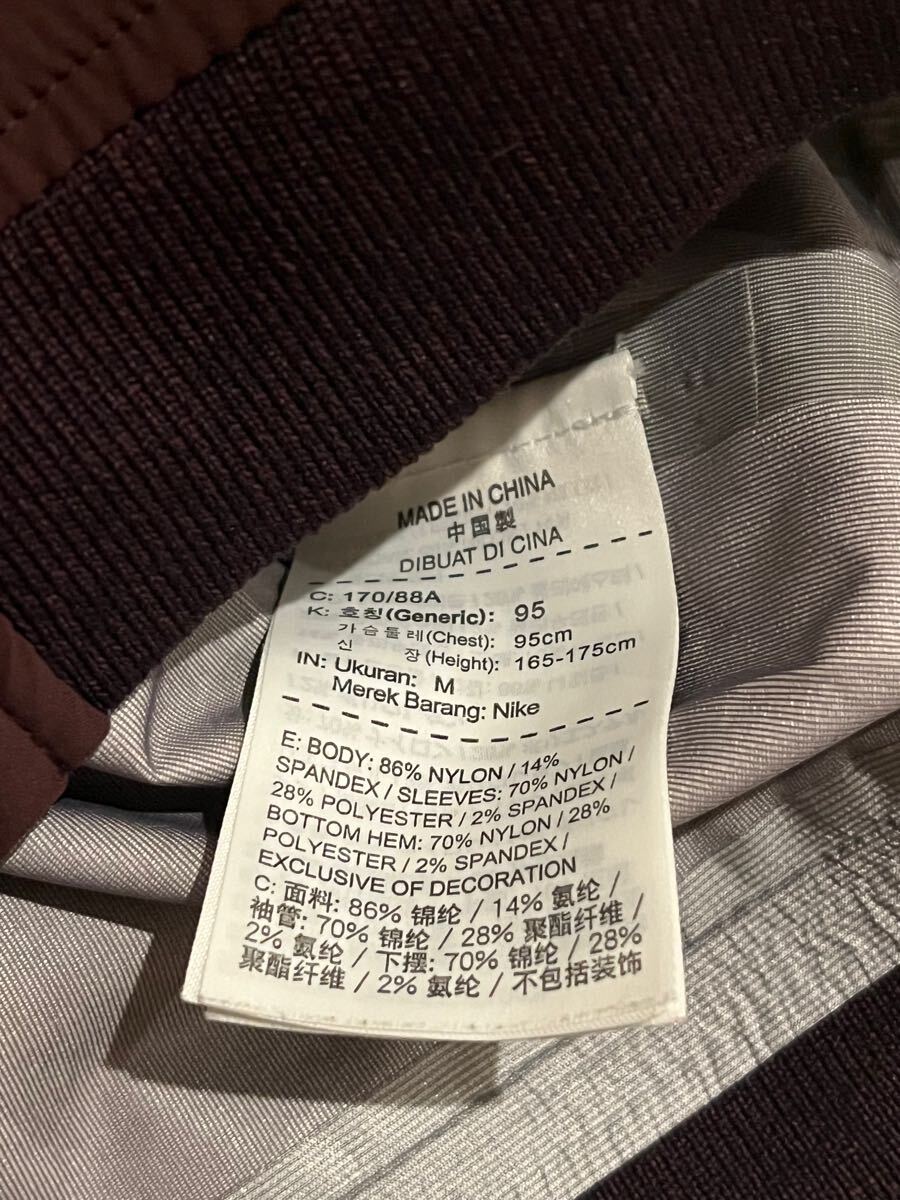 MADE IN CHINA
中国製
DIBUAT DI CINA
C: 170/88A
K: 호칭(Generic): 95
가슴둘레(Chest): 95cm
신 장(Height): 165-175cm
IN: Ukuran: M
Merek Barang: Nike
E: BODY: 86% NYLON / 14%
SPANDEX / SLEEVES: 70% NYLON /
28% POLYESTER / 2% SPANDEX /
BOTTOM HEM: 70% NYLON / 28%
POLYESTER / 2% SPANDEX /
EXCLUSIVE OF DECORATION
C: 面料: 86% 锦纶 / 14% 氨纶 /
袖管: 70% 锦纶 / 28% 聚酯纤维 /
2% 氨纶 / 下摆: 70% 锦纶 / 28%
聚酯纤维 / 2% 氨纶 / 不包括装饰